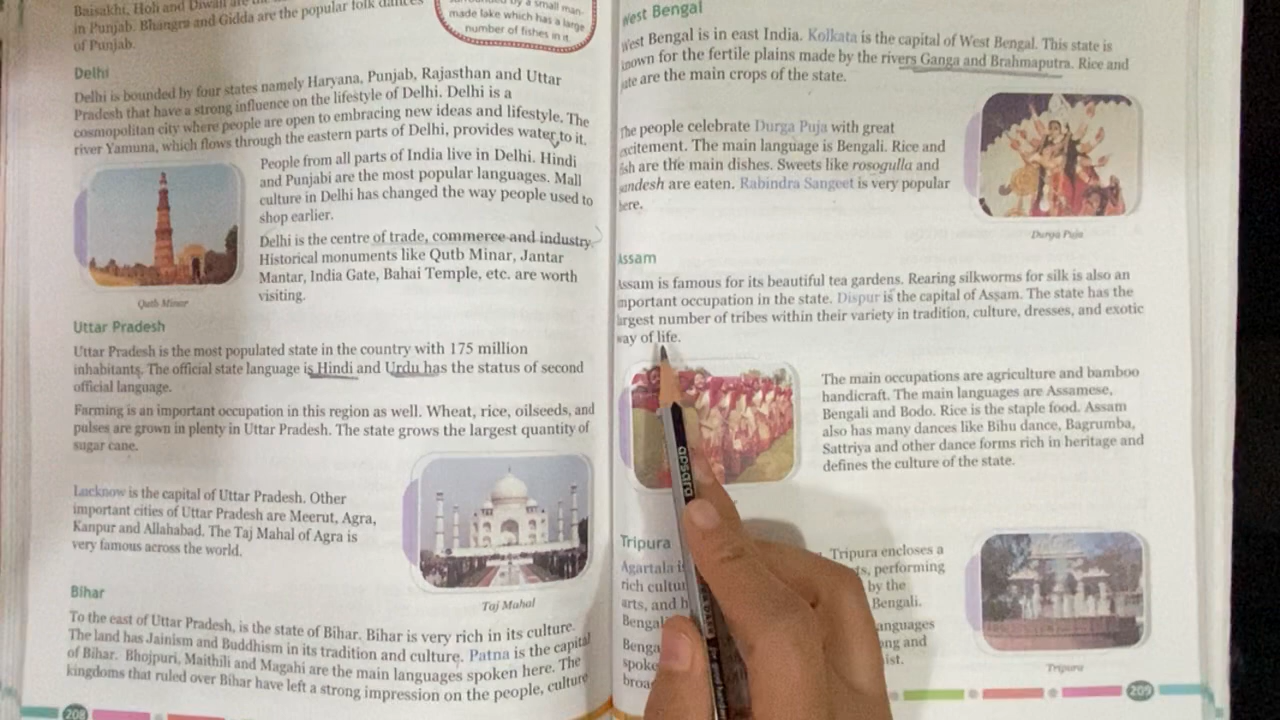 Baisakhi, Holi and Diwali are the
in Punjab. Bhangra and Gidda are the popular folk dances
of Punjab.
by a small man-
made lake which has a large
number of fishes in it.
Delhi
Delhi is bounded by four states namely Haryana, Punjab, Rajasthan and Uttar
Pradesh that have a strong influence on the lifestyle of Delhi. Delhi is a
cosmopolitan city where people are open to embracing new ideas and lifestyle. The
river Yamuna, which flows through the eastern parts of Delhi, provides water to it.
People from all parts of India live in Delhi. Hindi
and Punjabi are the most popular languages. Mall
culture in Delhi has changed the way people used to
shop earlier.
Delhi is the centre of trade, commerce and industry.
Historical monuments like Qutb Minar, Jantar
Mantar, India Gate, Bahai Temple, etc. are worth
visiting.
Qutb Minar
Uttar Pradesh
Uttar Pradesh is the most populated state in the country with 175 million
inhabitants. The official state language is Hindi and Urdu has the status of second
official language.
Farming is an important occupation in this region as well. Wheat, rice, oilseeds, and
pulses are grown in plenty in Uttar Pradesh. The state grows the largest quantity of
sugar cane.
Lucknow is the capital of Uttar Pradesh. Other
important cities of Uttar Pradesh are Meerut, Agra,
Kanpur and Allahabad. The Taj Mahal of Agra is
very famous across the world.
Taj Mahal
Bihar
To the east of Uttar Pradesh, is the state of Bihar. Bihar is very rich in its culture.
The land has Jainism and Buddhism in its tradition and culture. Patna is the capital
of Bihar. Bhojpuri, Maithili and Magahi are the main languages spoken here. The
kingdoms that ruled over Bihar have left a strong impression on the people, culture
208
West Bengal
West Bengal is in east India. Kolkata is the capital of West Bengal. This state is
known for the fertile plains made by the rivers Ganga and Brahmaputra. Rice and
jute are the main crops of the state.
The people celebrate Durga Puja with great
excitement. The main language is Bengali. Rice and
fish are the main dishes. Sweets like rosogulla and
sandesh are eaten. Rabindra Sangeet is very popular
here.
Durga Puja
Assam
Assam is famous for its beautiful tea gardens. Rearing silkworms for silk is also an
important occupation in the state. Dispur is the capital of Assam. The state has the
largest number of tribes within their variety in tradition, culture, dresses, and exotic
way of life.
The main occupations are agriculture and bamboo
handicraft. The main languages are Assamese,
Bengali and Bodo. Rice is the staple food. Assam
also has many dances like Bihu dance, Bagrumba,
Sattriya and other dance forms rich in heritage and
defines the culture of the state.
apsara
Tripura
Agartala Tripura encloses a
rich performing
arts, and by the
Bengali.
Tripura
209